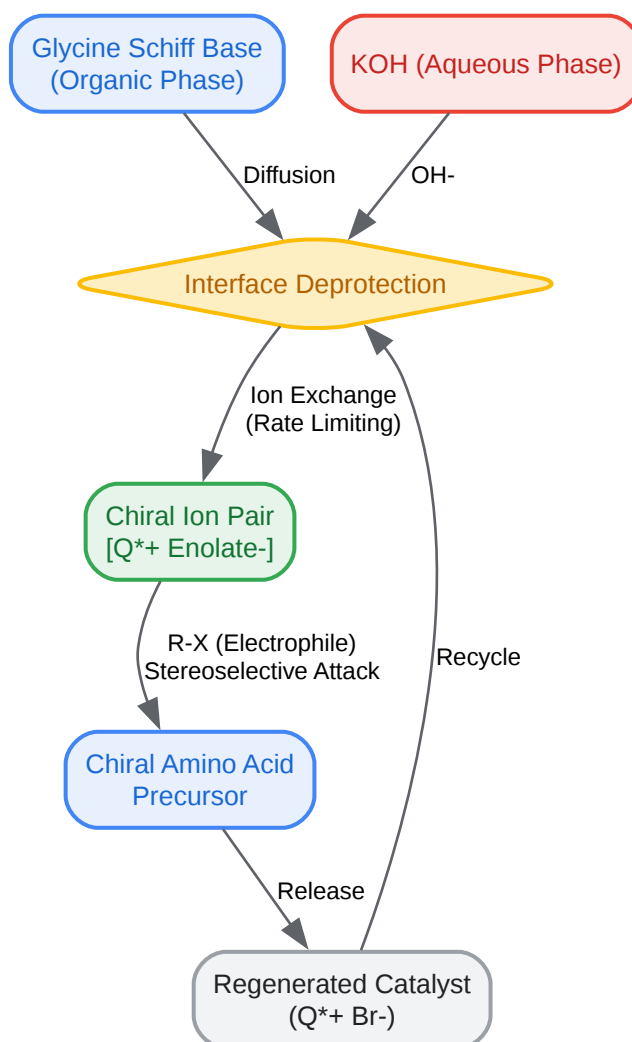 Glycine Schiff Base
(Organic Phase)
KOH (Aqueous Phase)
Diffusion
OH-
Interface Deprotection
Ion Exchange
(Rate Limiting)
Chiral Ion Pair
[Q*+ Enolate-]
R-X (Electrophile)
Stereoselective Attack
Recycle
Chiral Amino Acid
Precursor
Release
Regenerated Catalyst
(Q*+ Br-)